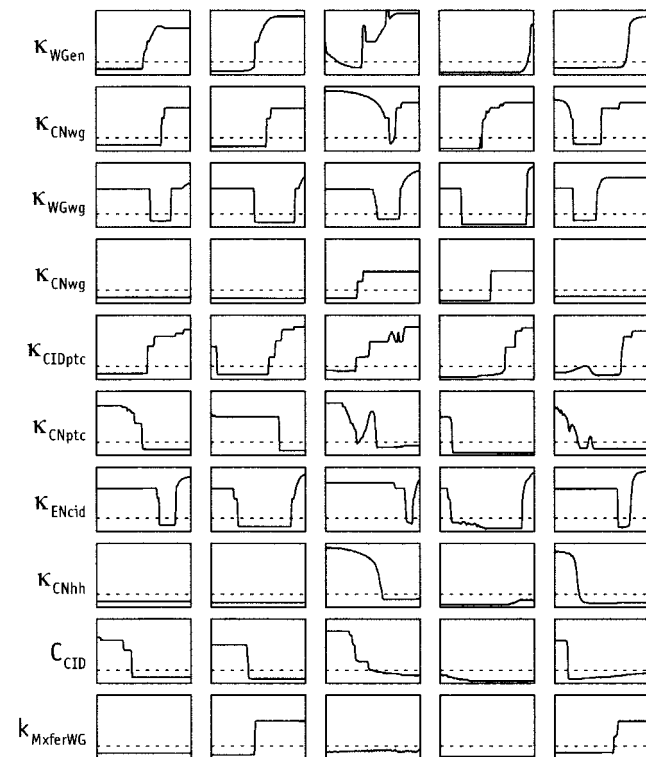 κWGen
κCNwg
κWGwg
κCNwg
κCIDptc
κCNptc
κENcid
κCNhh
CCID
kMxferWG